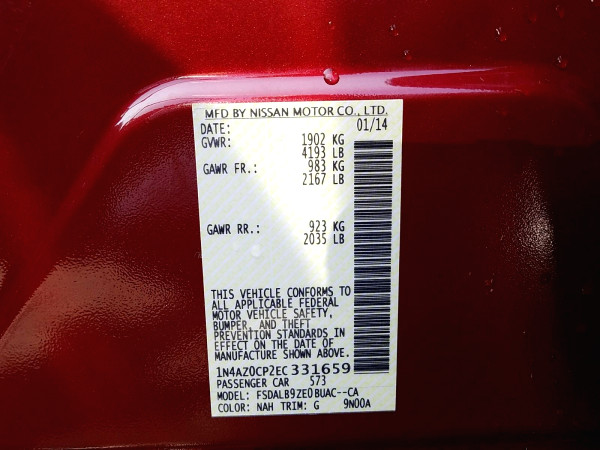 MFD BY NISSAN MOTOR CO., LTD.
DATE: 01/14
GVWR: 1902 KG
4193 LB
GAWR FR.: 983 KG
2167 LB
GAWR RR.: 923 KG
2035 LB
THIS VEHICLE CONFORMS TO
ALL APPLICABLE FEDERAL
MOTOR VEHICLE SAFETY,
BUMPER, AND THEFT
PREVENTION STANDARDS IN
EFFECT ON THE DATE OF
MANUFACTURE SHOWN ABOVE.
1N4AZ0CP2EC331659
PASSENGER CAR 573
MODEL: FSDALB9ZE0BUAC--CA
COLOR: NAH TRIM: G 9N00A